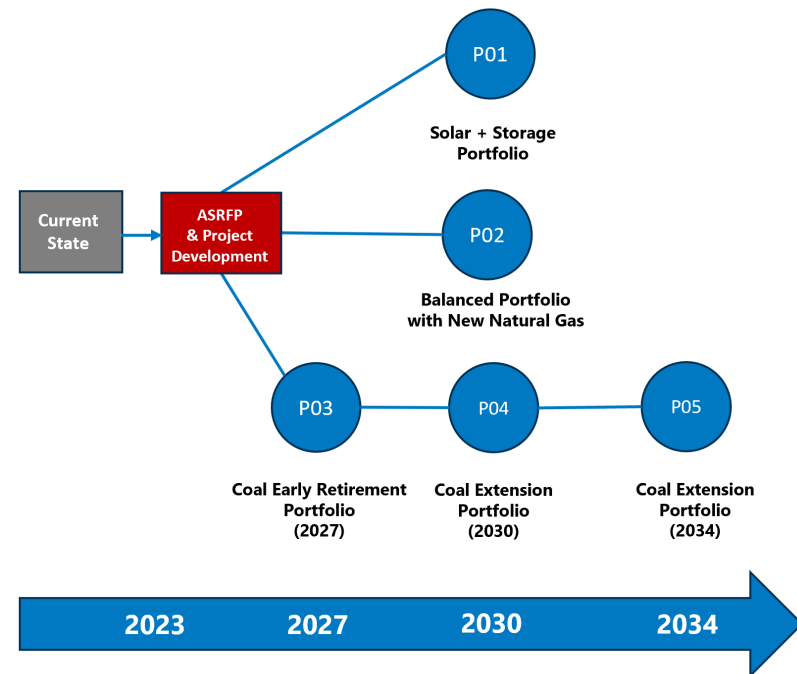 P01
Solar + Storage
Portfolio
Current
State
ASRFP
& Project
Development
P02
Balanced Portfolio
with New Natural Gas
P03
P04
P05
Coal Early Retirement
Portfolio
(2027)
Coal Extension
Portfolio
(2030)
Coal Extension
Portfolio
(2034)
2023
2027
2030
2034